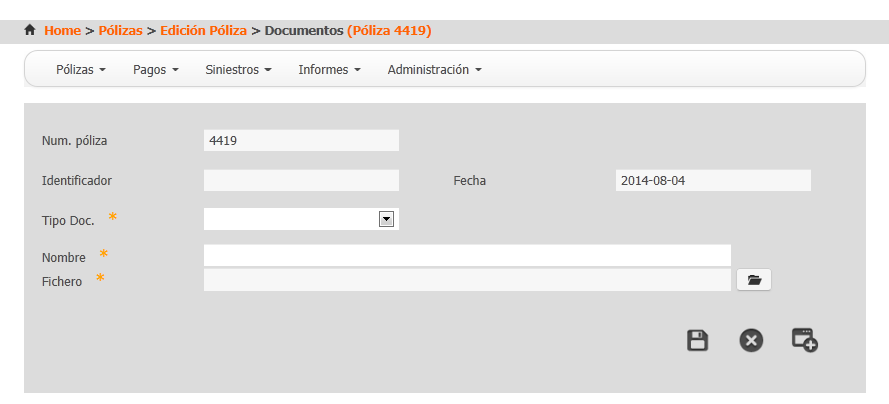 Home > Pólizas > Edición Póliza > Documentos (Póliza 4419)
Pólizas Pagos Siniestros Informes Administración
Num. póliza 4419
Identificador Fecha 2014-08-04
Tipo Doc. *
Nombre *
Fichero *